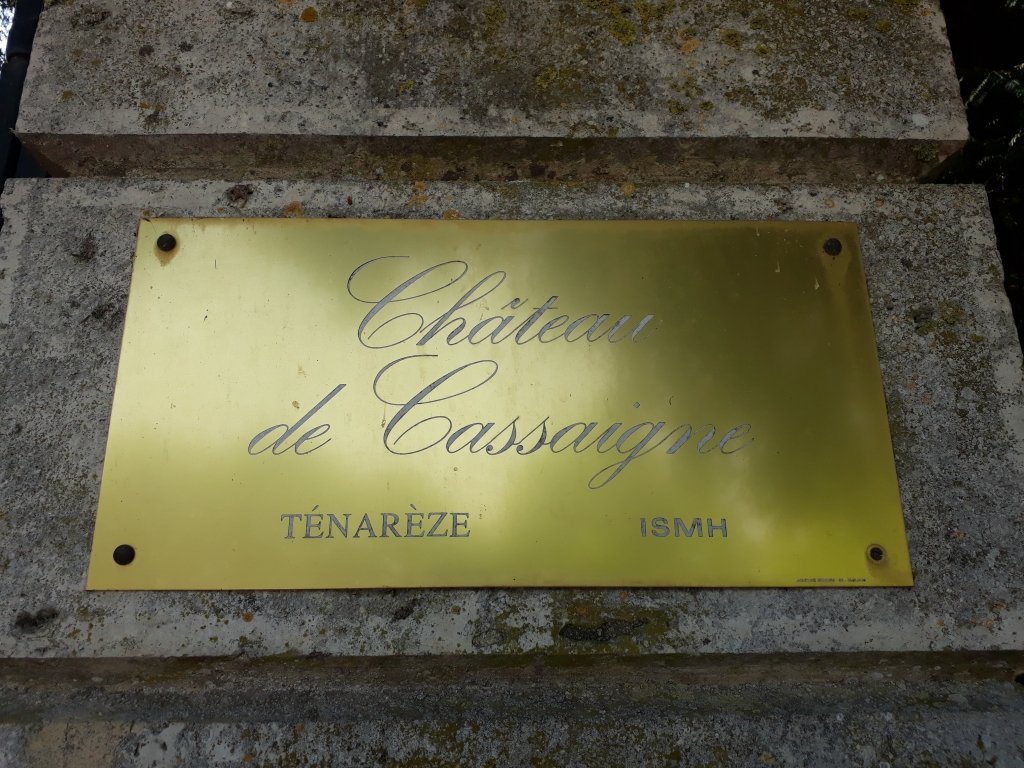 Château
de Cassaigne
TÉNARÈZE ISMH